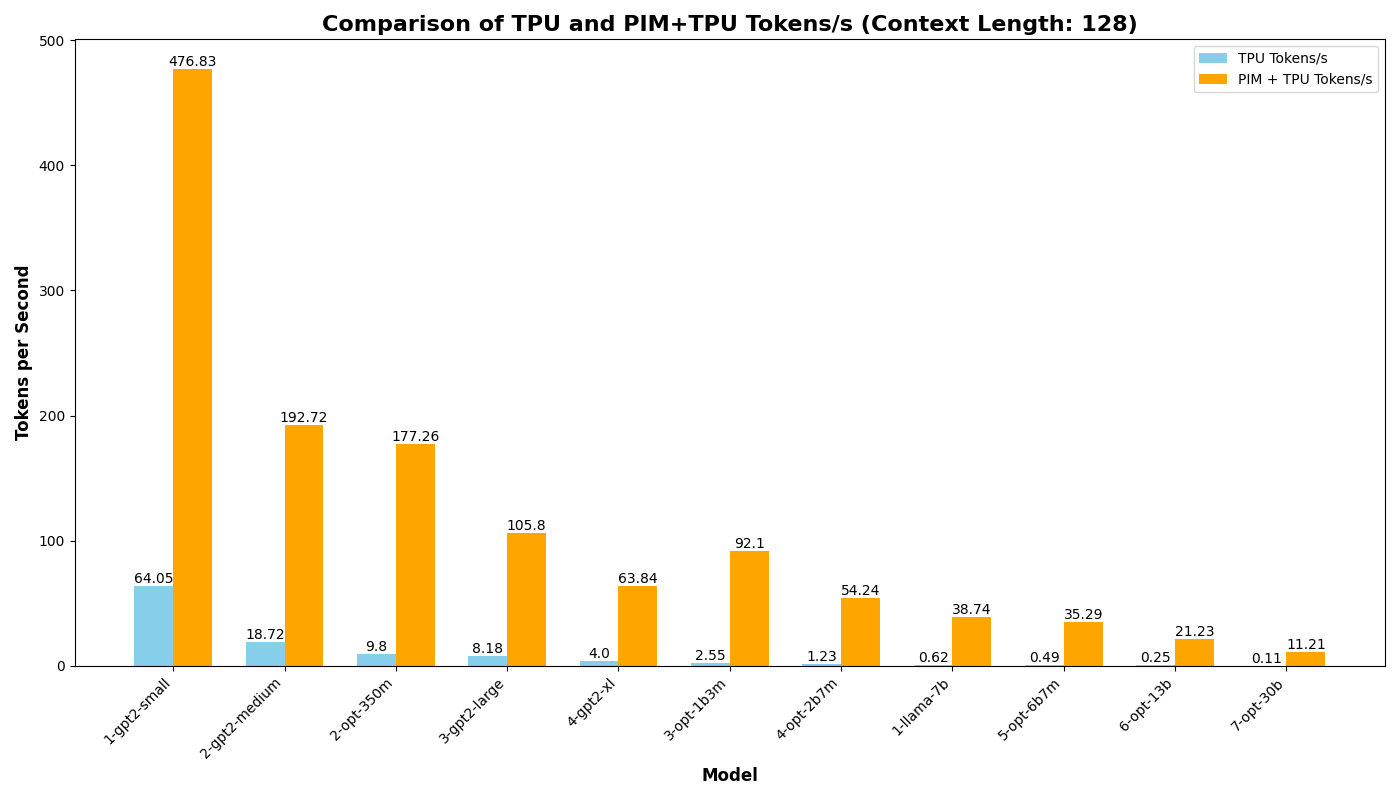 Comparison of TPU and PIM+TPU Tokens/s (Context Length: 128)
TPU Tokens/s
PIM + TPU Tokens/s
Tokens per Second
500
400
300
200
100
0
64.05
476.83
18.72
192.72
9.8
177.26
8.18
105.8
4.0
63.84
2.55
92.1
1.23
54.24
0.62
38.74
0.49
35.29
0.25
21.23
0.11
11.21
1-gpt2-small
2-gpt2-medium
2-opt-350m
3-gpt2-large
4-gpt2-xl
3-opt-1b3m
4-opt-2b7m
1-llama-7b
5-opt-6b7m
6-opt-13b
7-opt-30b
Model